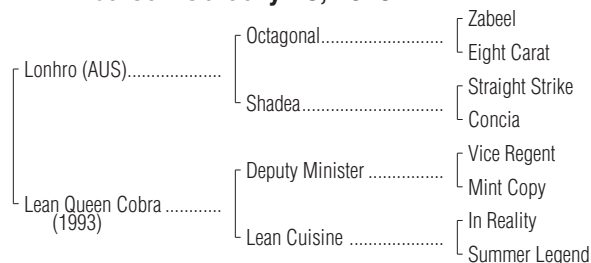 Zabeel
Octagonal......................
Eight Carat
Lonhro (AUS)...................
Straight Strike
Shadea..........................
Concia
Vice Regent
Deputy Minister ................
Mint Copy
Lean Queen Cobra ............
(1993)
In Reality
Lean Cuisine ....................
Summer Legend